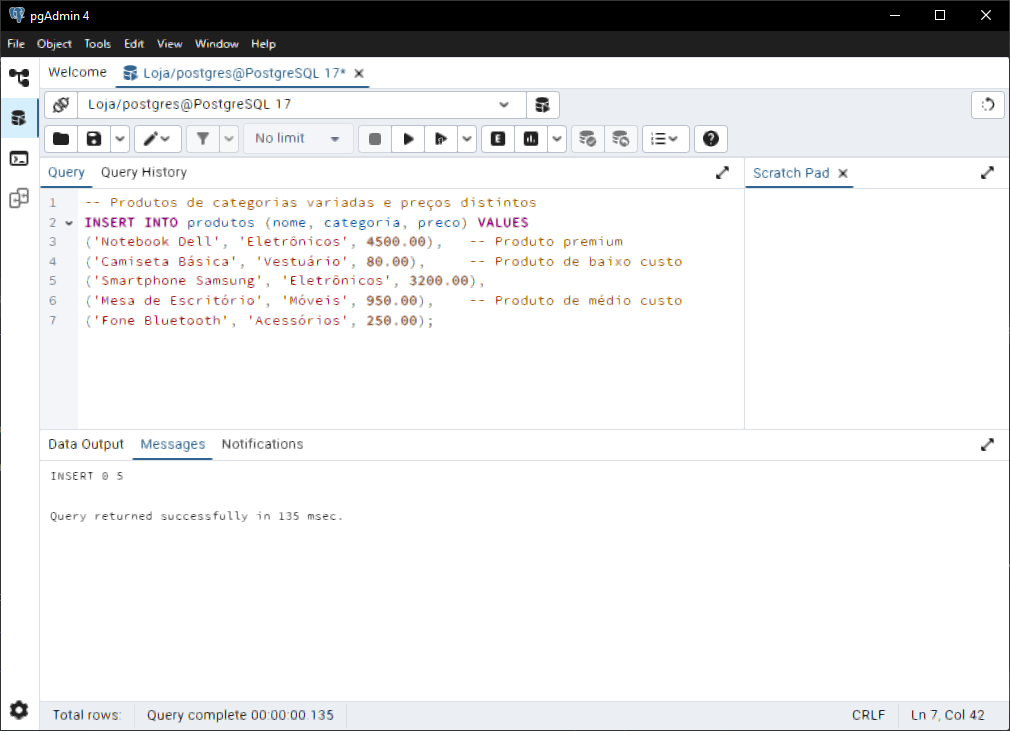 pgAdmin 4
File Object Tools Edit View Window Help
Welcome Loja/postgres@PostgreSQL 17*
Loja/postgres@PostgreSQL 17
No limit
Query Query History Scratch Pad
1 -- Produtos de categorias variadas e preços distintos
2 INSERT INTO produtos (nome, categoria, preco) VALUES
3 ('Notebook Dell', 'Eletrônicos', 4500.00), -- Produto premium
4 ('Camiseta Básica', 'Vestuário', 80.00), -- Produto de baixo custo
5 ('Smartphone Samsung', 'Eletrônicos', 3200.00),
6 ('Mesa de Escritório', 'Móveis', 950.00), -- Produto de médio custo
7 ('Fone Bluetooth', 'Acessórios', 250.00);
Data Output Messages Notifications
INSERT 0 5
Query returned successfully in 135 msec.
Total rows: Query complete 00:00:00.135 CRLF Ln 7, Col 42